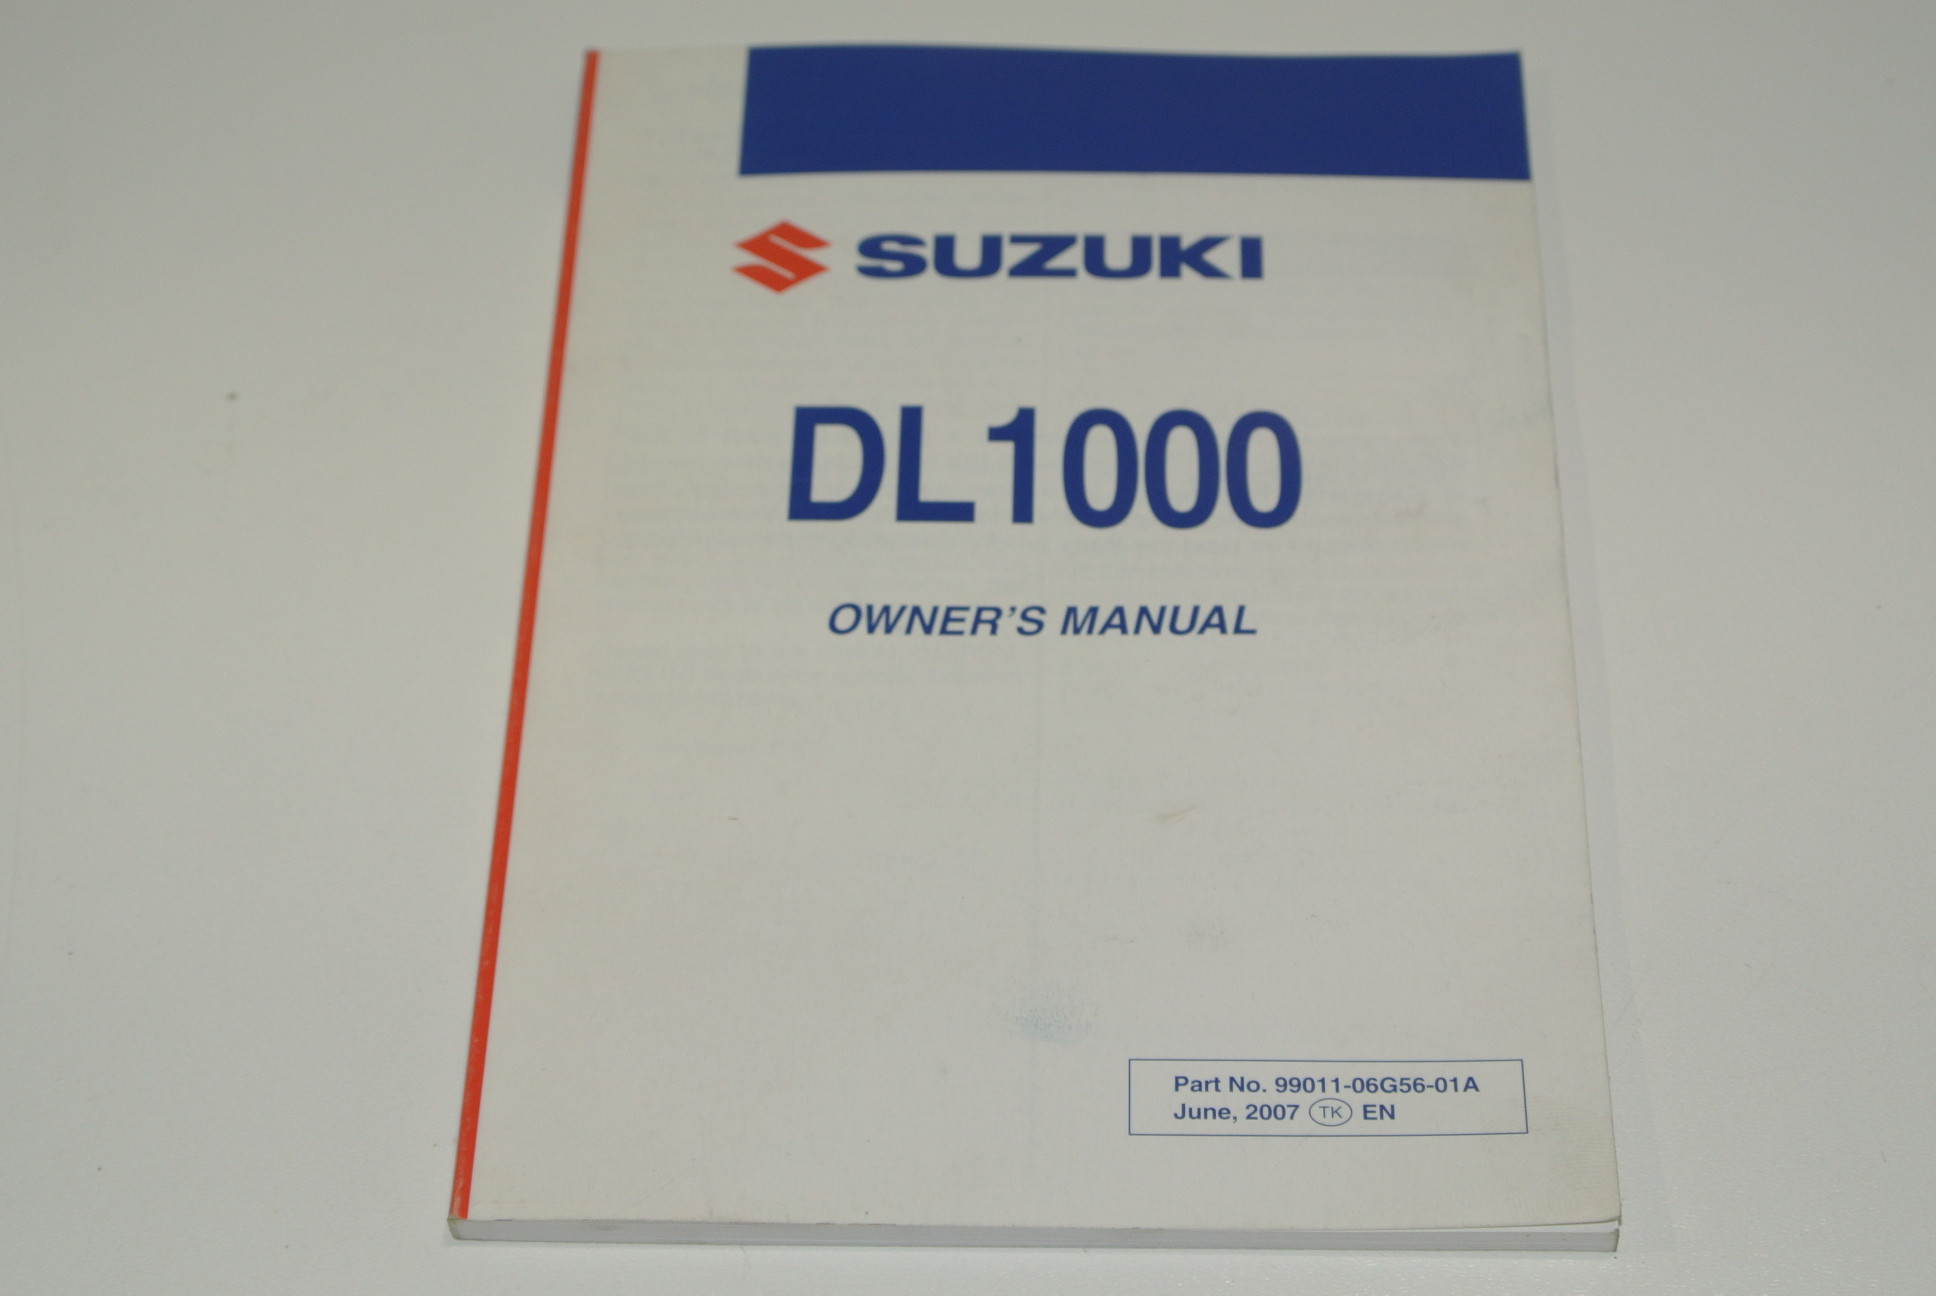 SUZUKI
DL1000
OWNER'S MANUAL
Part No. 99011-06G56-01A
June, 2007 TK EN